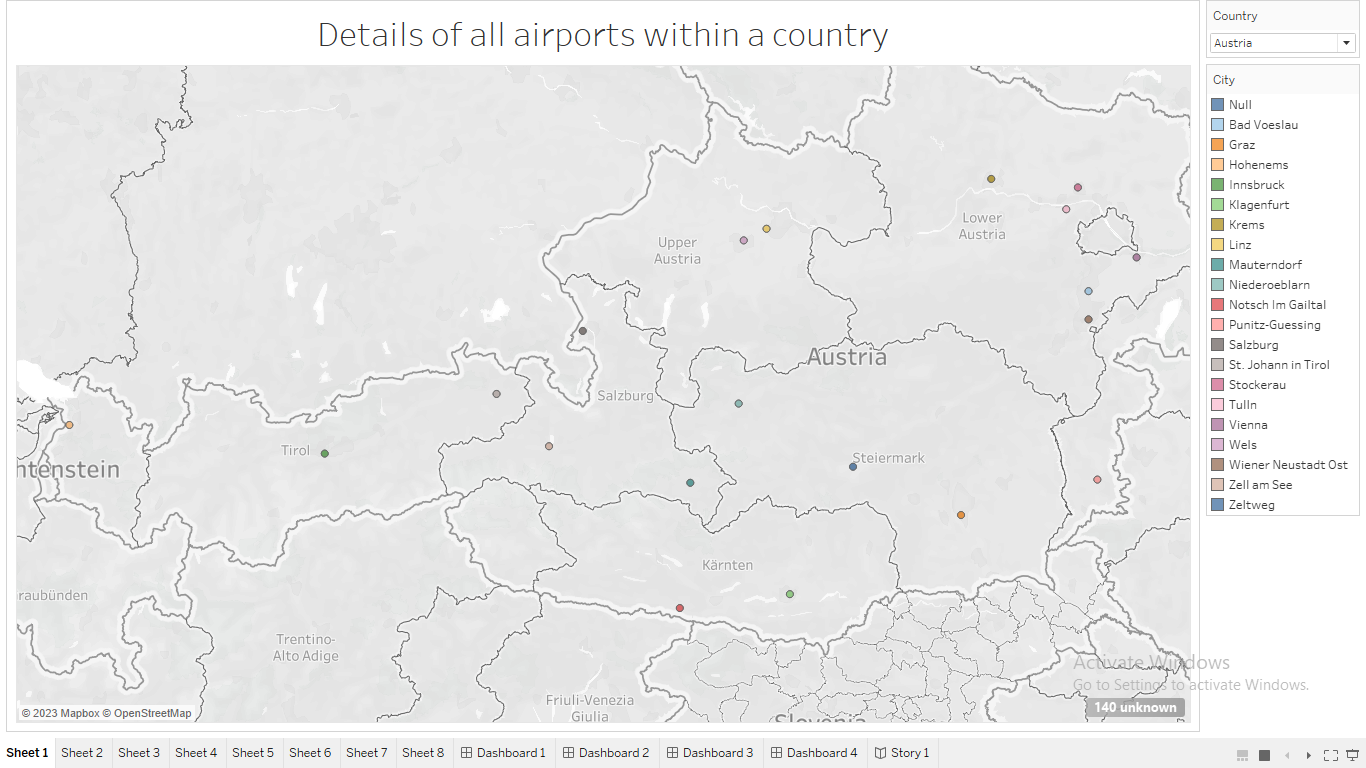 Details of all airports within a country
Country
Austria
City
Null
Bad Voeslau
Graz
Hohenems
Innsbruck
Klagenfurt
Krems
Linz
Mauterndorf
Niederoeblarn
Notsch Im Gailtal
Punitz-Guessing
Salzburg
St. Johann in Tirol
Stockerau
Tulln
Vienna
Wels
Wiener Neustadt Ost
Zell am See
Zeltweg
Lower
Austria
Upper
Austria
Austria
Salzburg
Tirol
Steiermark
ntenstein
Kärnten
raubünden
Trentino-
Alto Adige
Friuli-Venezia
Giulia
Slovenia
Activate Windows
Go to Settings to activate Windows.
140 unknown
© 2023 Mapbox © OpenStreetMap
Sheet 1 Sheet 2 Sheet 3 Sheet 4 Sheet 5 Sheet 6 Sheet 7 Sheet 8 Dashboard 1 Dashboard 2 Dashboard 3 Dashboard 4 Story 1